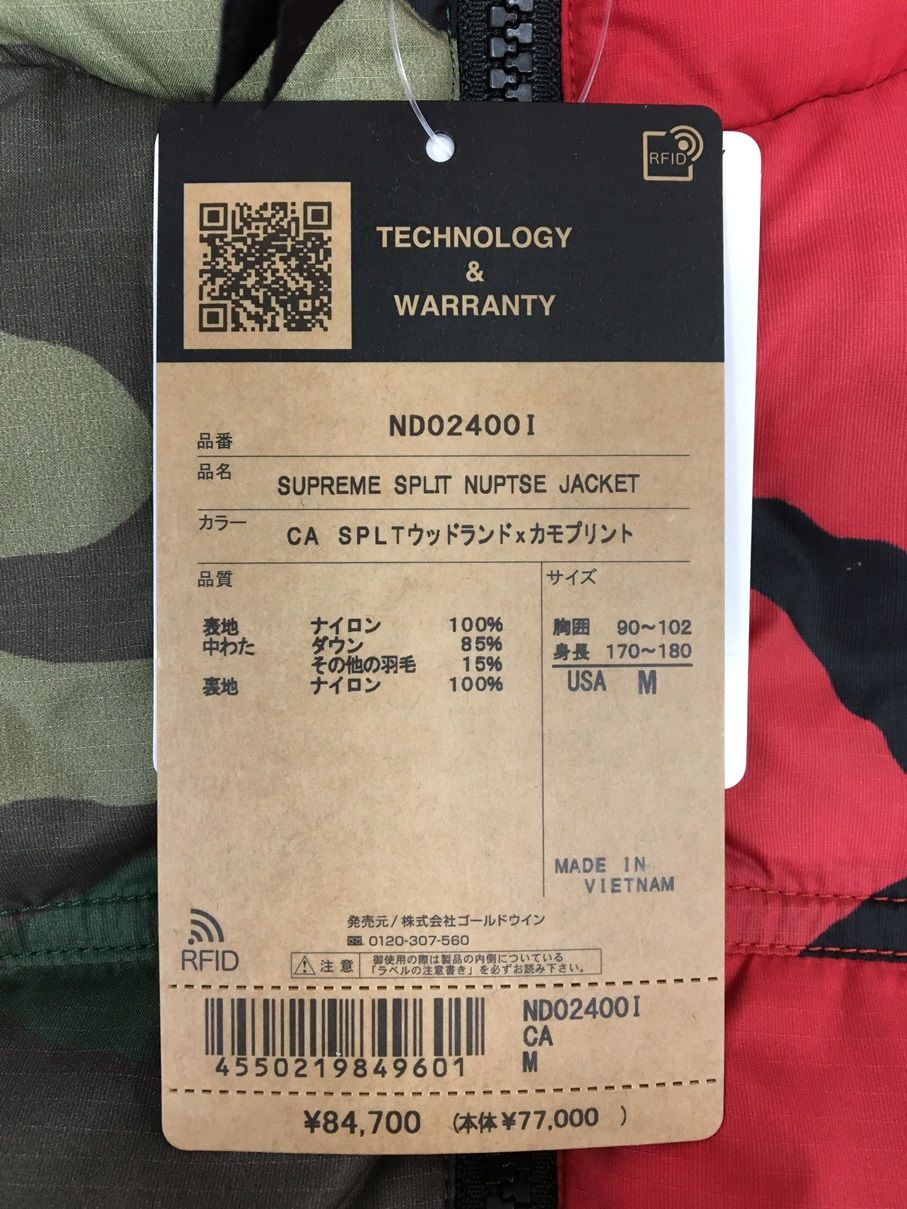 RFID
TECHNOLOGY
&
WARRANTY
品番 ND02400I
品名 SUPREME SPLIT NUPTSE JACKET
カラー CA SPLTウッドランドxカモプリント
品質
表地 ナイロン 100%
中わた ダウン 85%
その他の羽毛 15%
裏地 ナイロン 100%
サイズ
胸囲 90～102
身長 170～180
USA M
MADE IN
VIETNAM
RFID
発売元/株式会社ゴールドウイン
0120-307-560
注意 御使用の際は製品の内側についている
「ラベルの注意書き」を必ずお読み下さい。
4550219849601
ND02400I
CA
M
¥84,700 (本体¥77,000 )